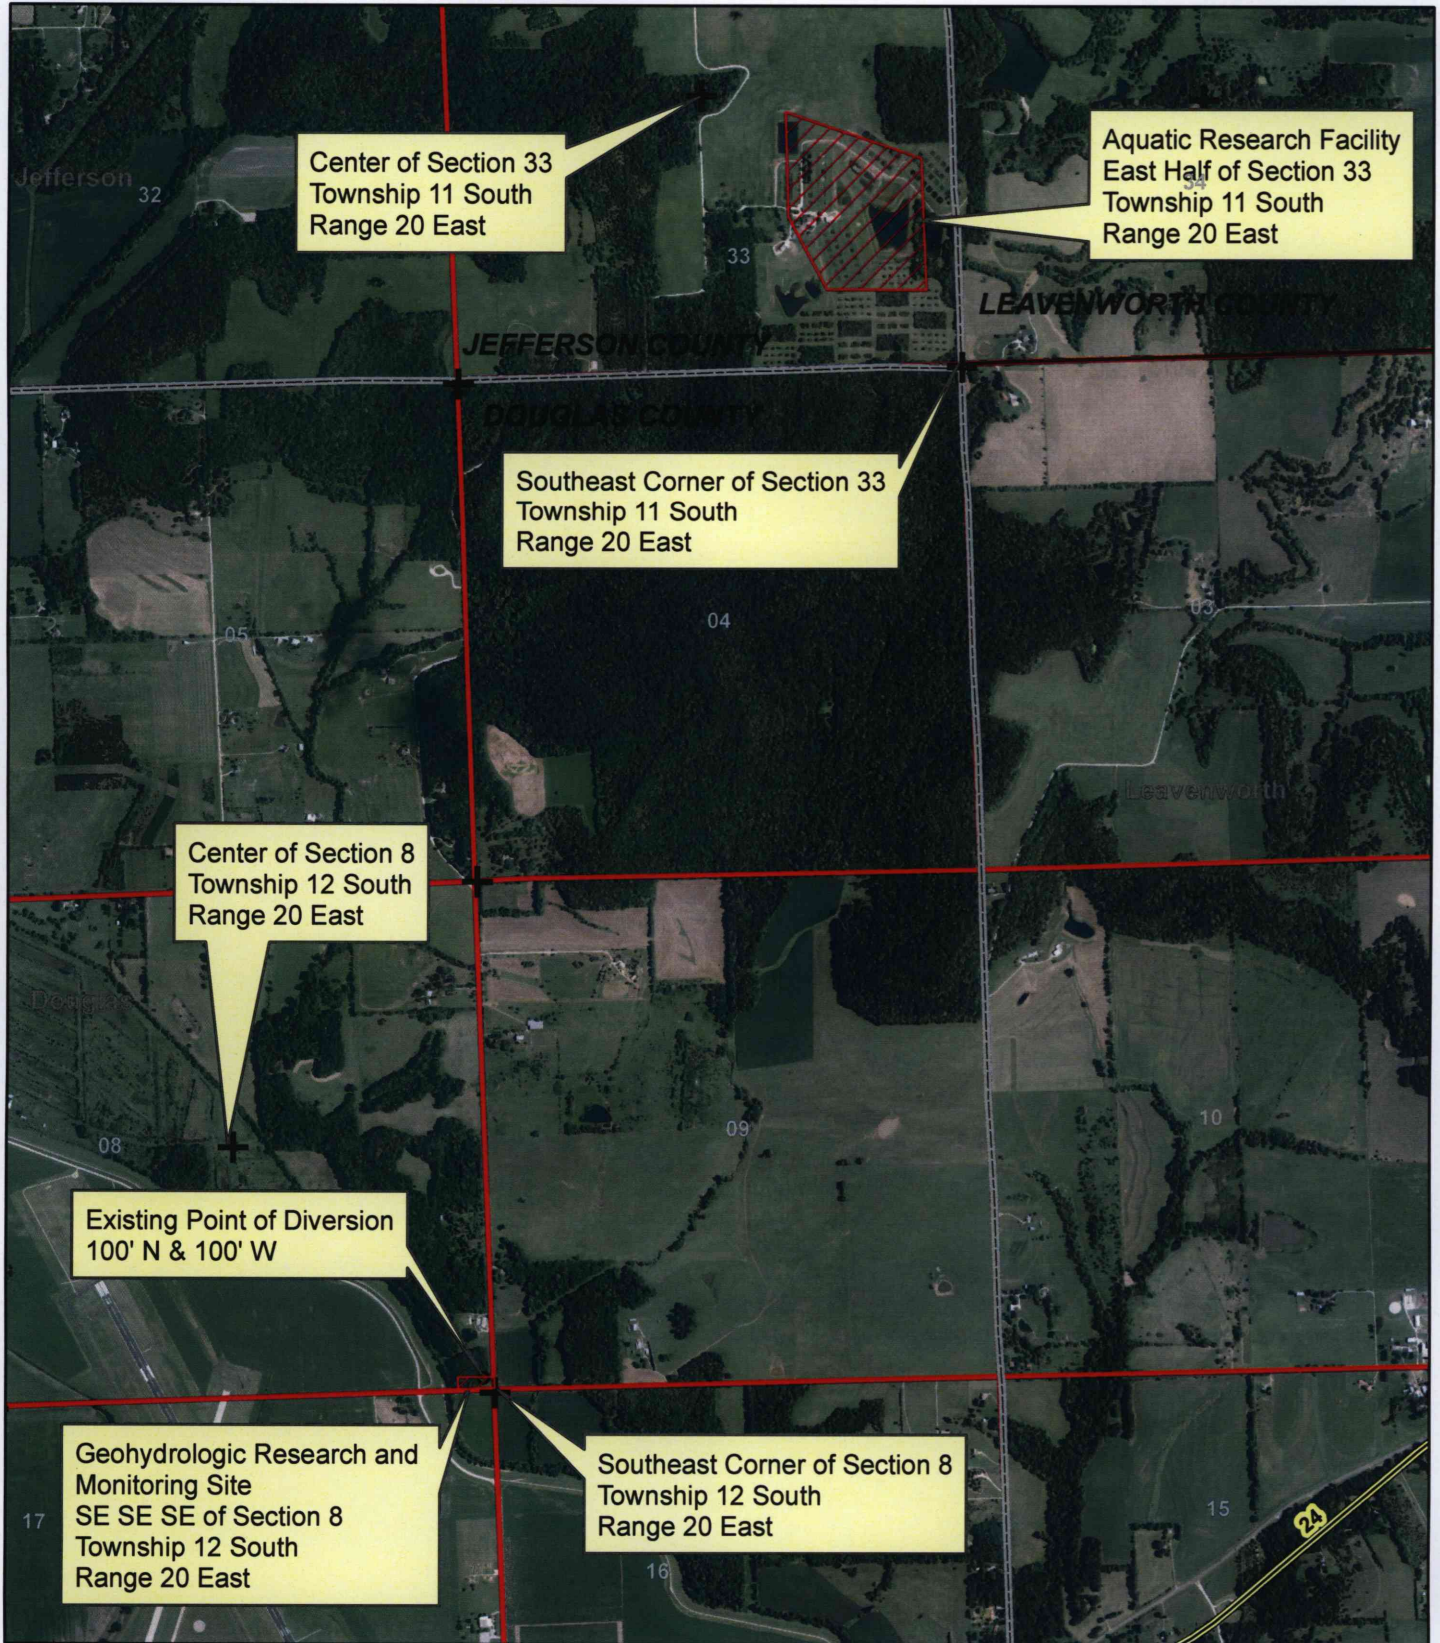 Center of Section 33
Township 11 South
Range 20 East
Aquatic Research Facility
East Half of Section 33
Township 11 South
Range 20 East
34
Jefferson
32
33
LEAVENWORTH COUNTY
JEFFERSON COUNTY
DOUGLAS COUNTY
Southeast Corner of Section 33
Township 11 South
Range 20 East
05
04
03
Leavenworth
Center of Section 8
Township 12 South
Range 20 East
Douglas
08
09
10
Existing Point of Diversion
100' N & 100' W
Geohydrologic Research and
Monitoring Site
SE SE SE of Section 8
Township 12 South
Range 20 East
Southeast Corner of Section 8
Township 12 South
Range 20 East
17
16
15
24